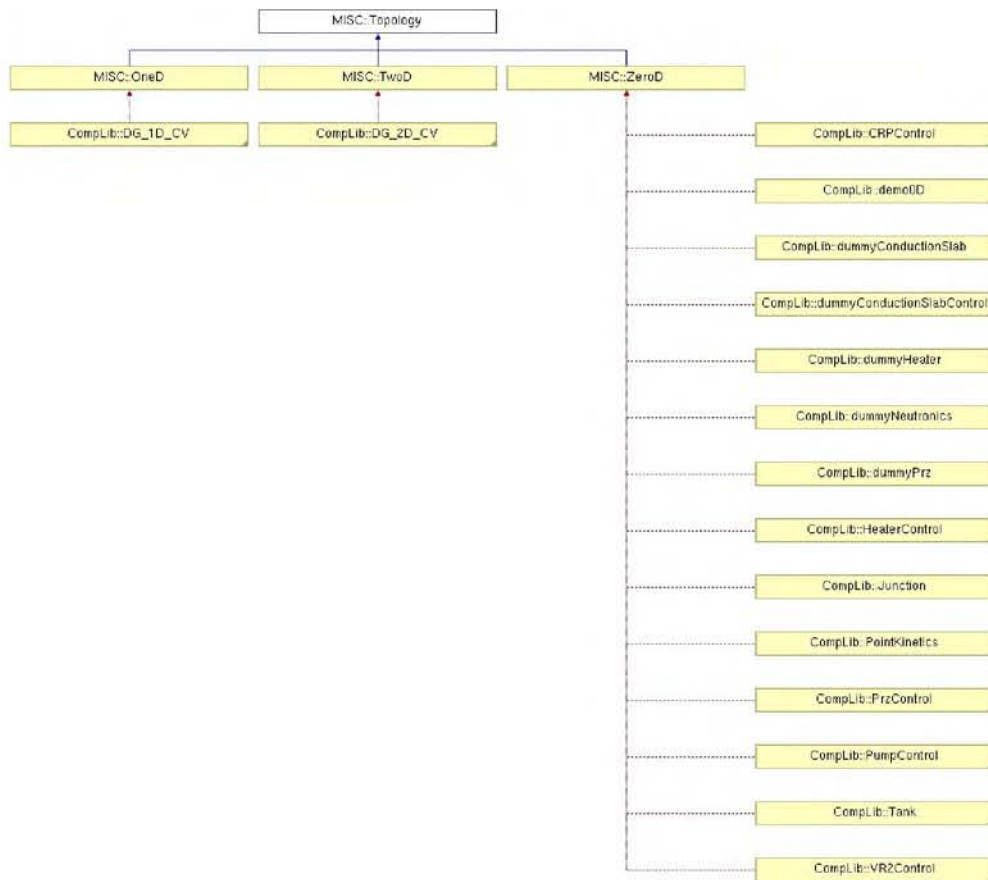 MISC::Topology
MISC::OneD
MISC::TwoD
MISC::ZeroD
CompLib::DG_1D_CV
CompLib::DG_2D_CV
CompLib::CRPControl
CompLib::demo0D
CompLib::dummyConductionSlab
CompLib::dummyConductionSlabControl
CompLib::dummyHeater
CompLib::dummyNeutronics
CompLib::dummyPrz
CompLib::HeaterControl
CompLib::Junction
CompLib::PointKinetics
CompLib::PrzControl
CompLib::PumpControl
CompLib::Tank
CompLib::VR2Control